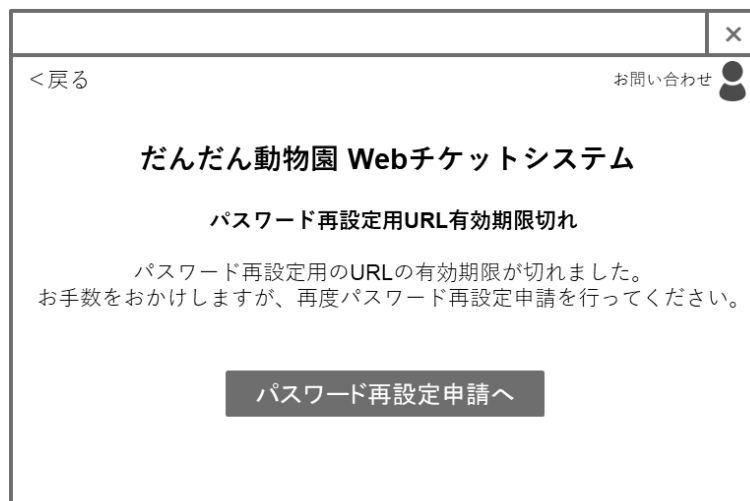 <戻る
お問い合わせ
だんだん動物園 Webチケットシステム
パスワード再設定用URL有効期限切れ
パスワード再設定用のURLの有効期限が切れました。
お手数をおかけしますが、再度パスワード再設定申請を行ってください。
パスワード再設定申請へ